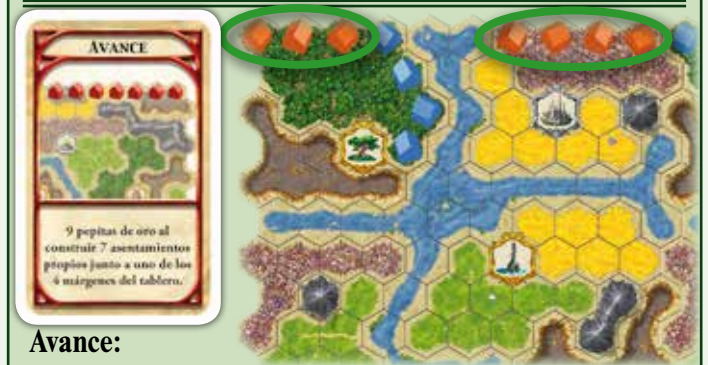 AVANCE
9 pepitas de oro al
construir 7 asentamientos
propios junto a uno de los
4 márgenes del tablero.
Avance: